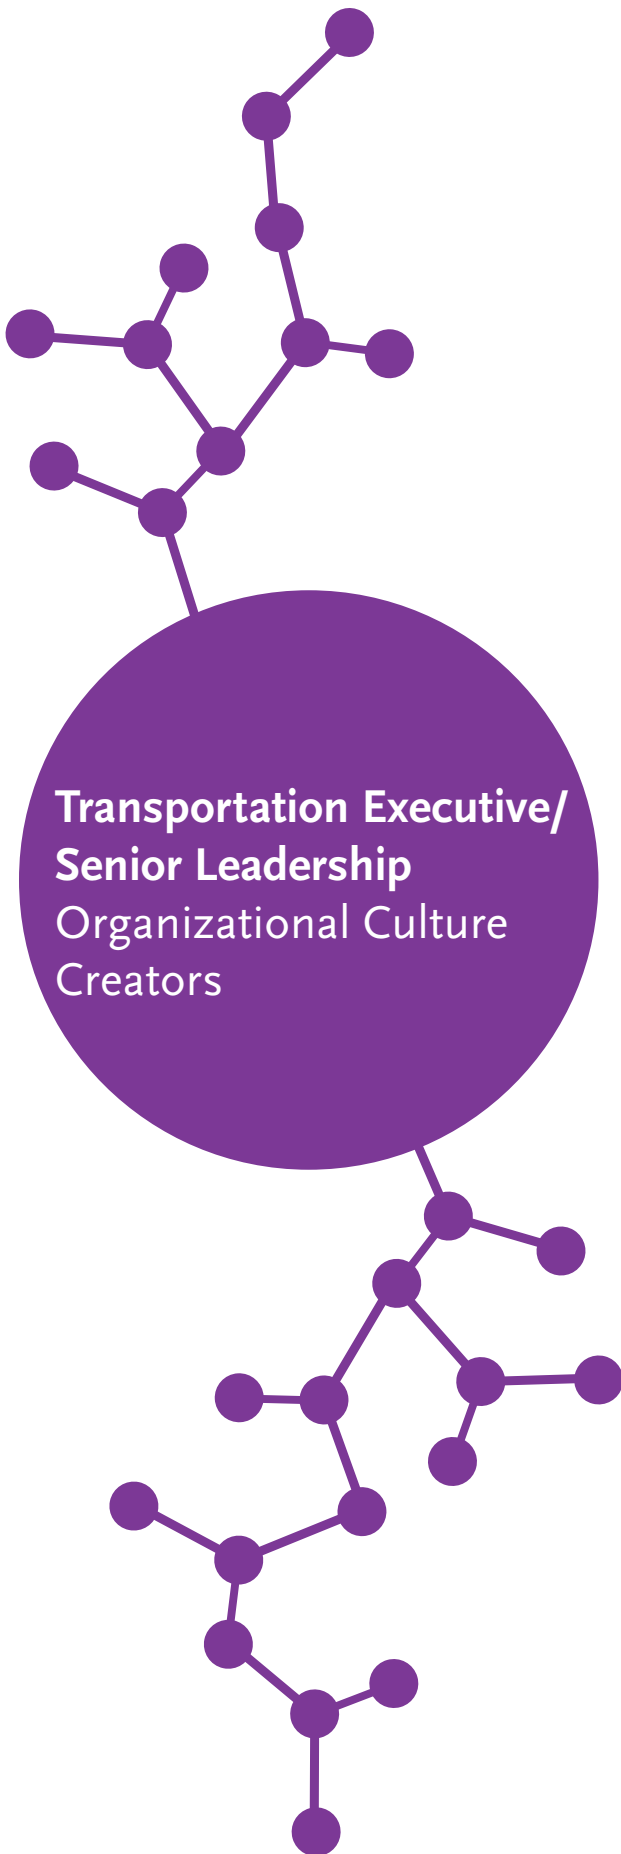 Transportation Executive/
Senior Leadership
Organizational Culture
Creators